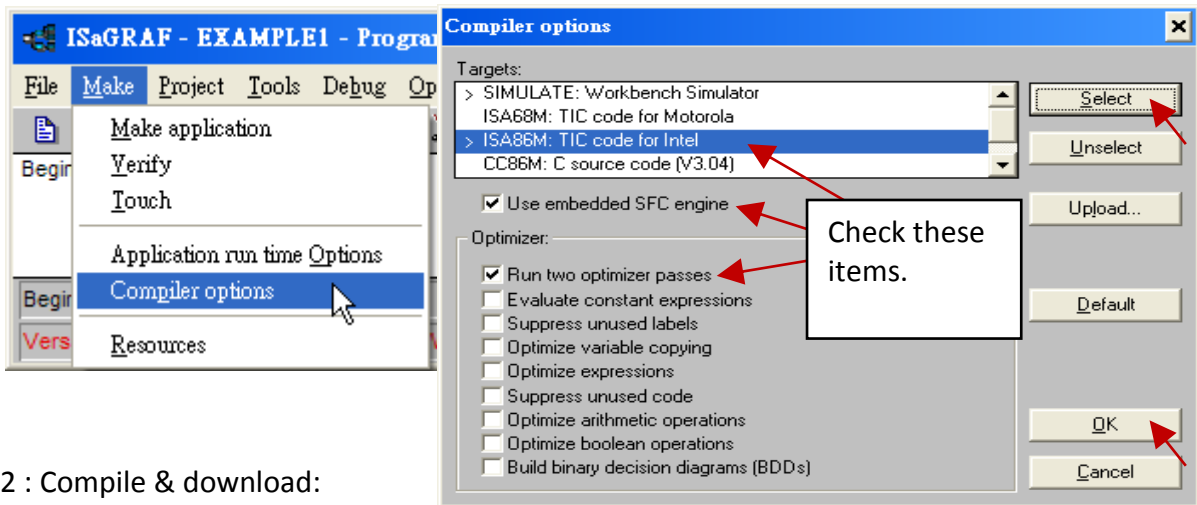 ISaGRAF - EXAMPLE1 - Progra
File Make Project Tools Debug Op
Make application
Begin
Verify
Touch
Application run time Options
Compiler options
Begin
Vers
Resources
Compiler options
Targets:
> SIMULATE: Workbench Simulator
ISA68M: TIC code for Motorola
> ISA86M: TIC code for Intel
CC86M: C source code (V3.04)
Select
Unselect
Upload...
Use embedded SFC engine
Check these
items.
Optimizer:
Run two optimizer passes
Evaluate constant expressions
Suppress unused labels
Optimize variable copying
Optimize expressions
Suppress unused code
Optimize arithmetic operations
Optimize boolean operations
Build binary decision diagrams (BDDs)
Default
OK
Cancel
2 : Compile & download: